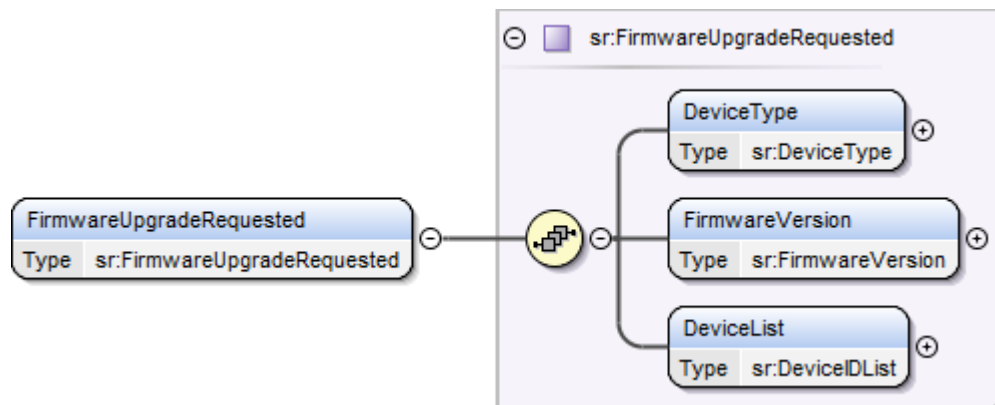 sr:FirmwareUpgradeRequested
DeviceType
Type sr:DeviceType
FirmwareUpgradeRequested
Type sr:FirmwareUpgradeRequested
FirmwareVersion
Type sr:FirmwareVersion
DeviceList
Type sr:DeviceIDList